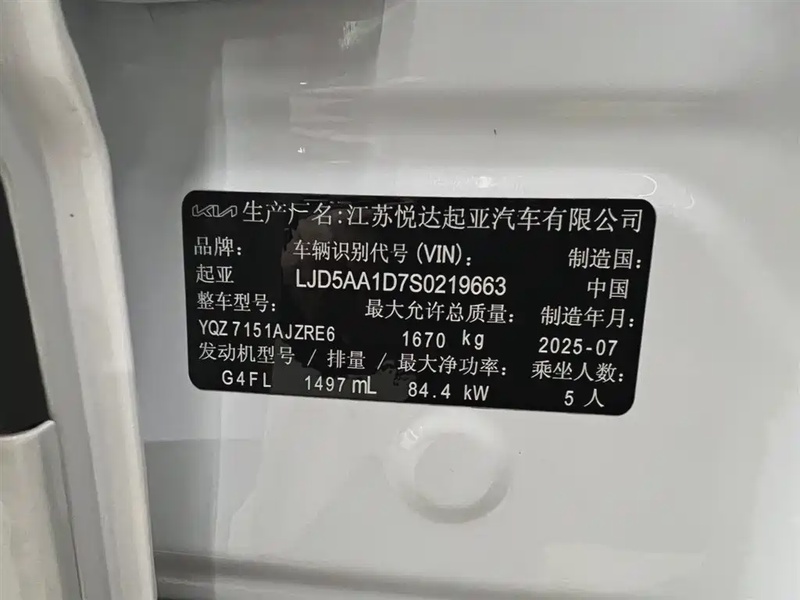 KIA 生产厂名:江苏悦达起亚汽车有限公司
品牌: 车辆识别代号(VIN): 制造国:
起亚 LJD5AA1D7S0219663 中国
整车型号: 最大允许总质量: 制造年月:
YQZ7151AJZRE6 1670 kg 2025-07
发动机型号 / 排量 / 最大净功率: 乘坐人数:
G4FL 1497 mL 84.4 kW 5 人